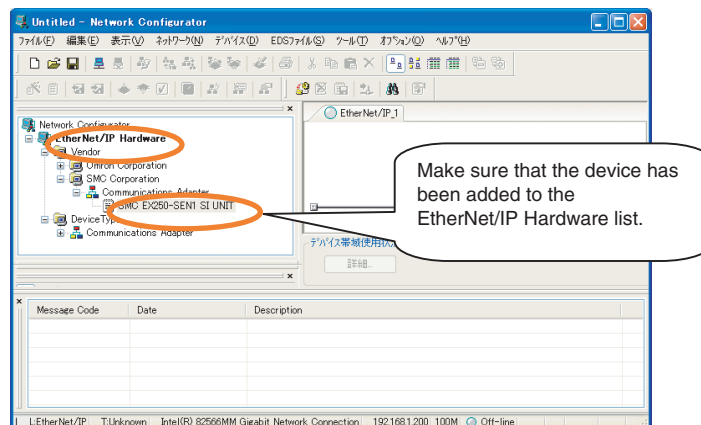 Untitled - Network Configurator
ファイル(F) 編集(E) 表示(V) ネットワーク(N) デバイス(D) EDSファイル(S) ツール(T) オプション(O) ヘルプ(H)
EtherNet/IP_1
Network Configurator
EtherNet/IP Hardware
Vendor
Omron Corporation
SMC Corporation
Communications Adapter
SMC EX250-SEN1 SI UNIT
DeviceType
Communications Adapter
Make sure that the device has
been added to the
EtherNet/IP Hardware list.
デバイス帯域使用状
詳細...
Message Code Date Description
L:EtherNet/IP T:Unknown Intel(R) 82566MM Gigabit Network Connection 192.168.1.200 100M Off-line